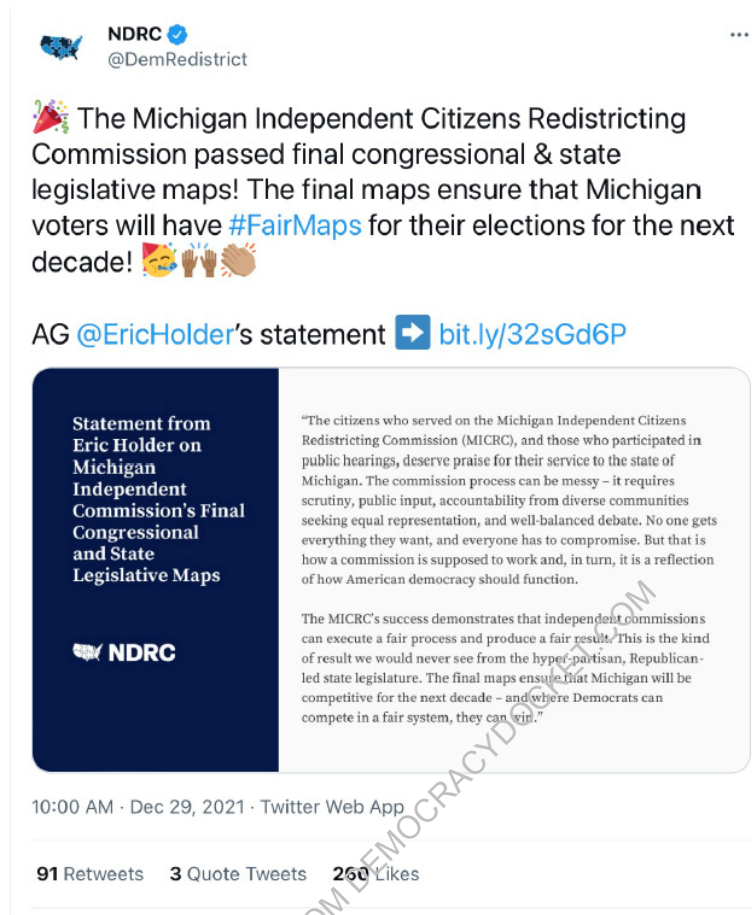 NDRC
@DemRedistrict
🎉 The Michigan Independent Citizens Redistricting
Commission passed final congressional & state
legislative maps! The final maps ensure that Michigan
voters will have #FairMaps for their elections for the next
decade! 🥳🙌🏾👏🏽
AG @EricHolder's statement ➡️ bit.ly/32sGd6P
Statement from
Eric Holder on
Michigan
Independent
Commission's Final
Congressional
and State
Legislative Maps
NDRC
“The citizens who served on the Michigan Independent Citizens
Redistricting Commission (MICRC), and those who participated in
public hearings, deserve praise for their service to the state of
Michigan. The commission process can be messy – it requires
scrutiny, public input, accountability from diverse communities
seeking equal representation, and well-balanced debate. No one gets
everything they want, and everyone has to compromise. But that is
how a commission is supposed to work and, in turn, it is a reflection
of how American democracy should function.
The MICRC's success demonstrates that independent commissions
can execute a fair process and produce a fair result. This is the kind
of result we would never see from the hyper-partisan, Republican-
led state legislature. The final maps ensure that Michigan will be
competitive for the next decade – and where Democrats can
compete in a fair system, they can win.”
10:00 AM · Dec 29, 2021 · Twitter Web App
91 Retweets 3 Quote Tweets 260 Likes
OM DEMOCRACYDOCKET.COM